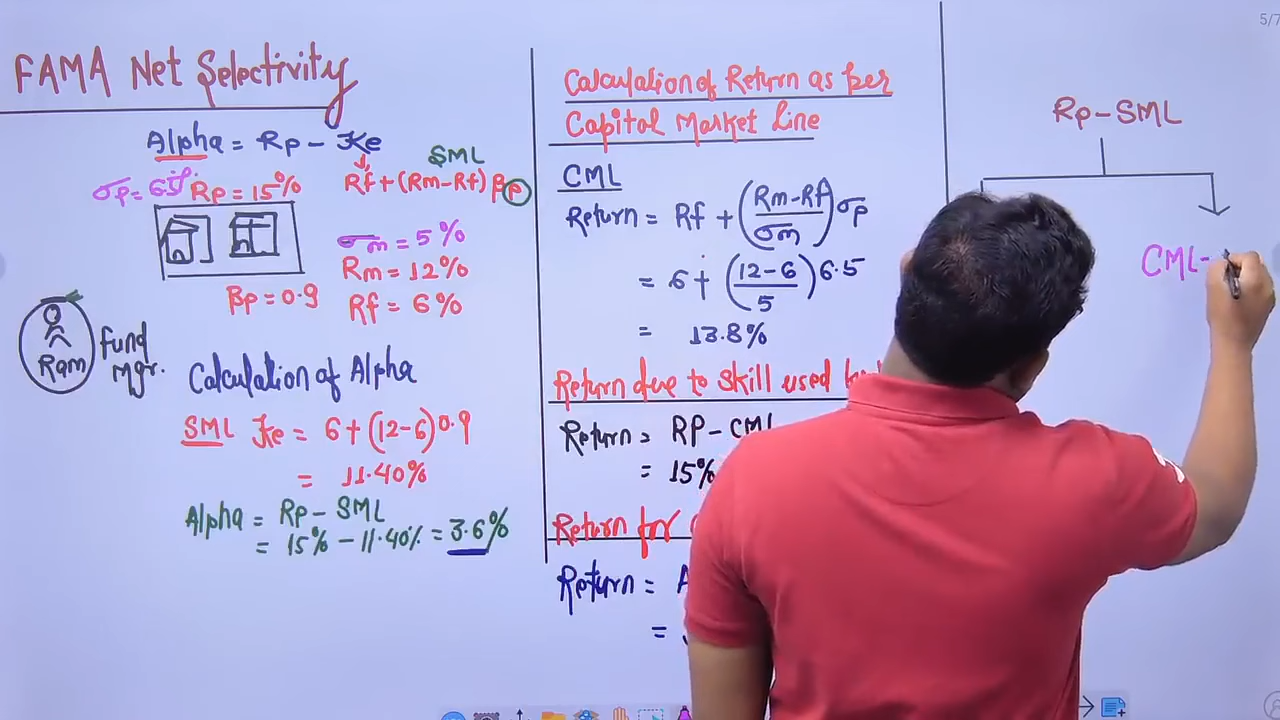 FAMA Net Selectivity
Alpha = Rp - Ke
SML
Rf + (Rm-Rf) βp
Rp = 15%
σm = 5%
Rm = 12%
Rf = 6%
βp = 0.9
Ram
Fund
Mgr.
Calculation of Alpha
SML Ke = 6 + (12-6) 0.9
= 11.40%
Alpha = Rp - SML
= 15% - 11.40% = 3.6%
Calculation of Return as per
Capital Market Line
CML
Return = Rf + (Rm-Rf / σm) σp
= 6 + (12-6 / 5) 6.5
= 13.8%
Return due to skill used
Return = RP - CML
= 15%
Return for
Return =
=
Rp-SML
CML-
5/7